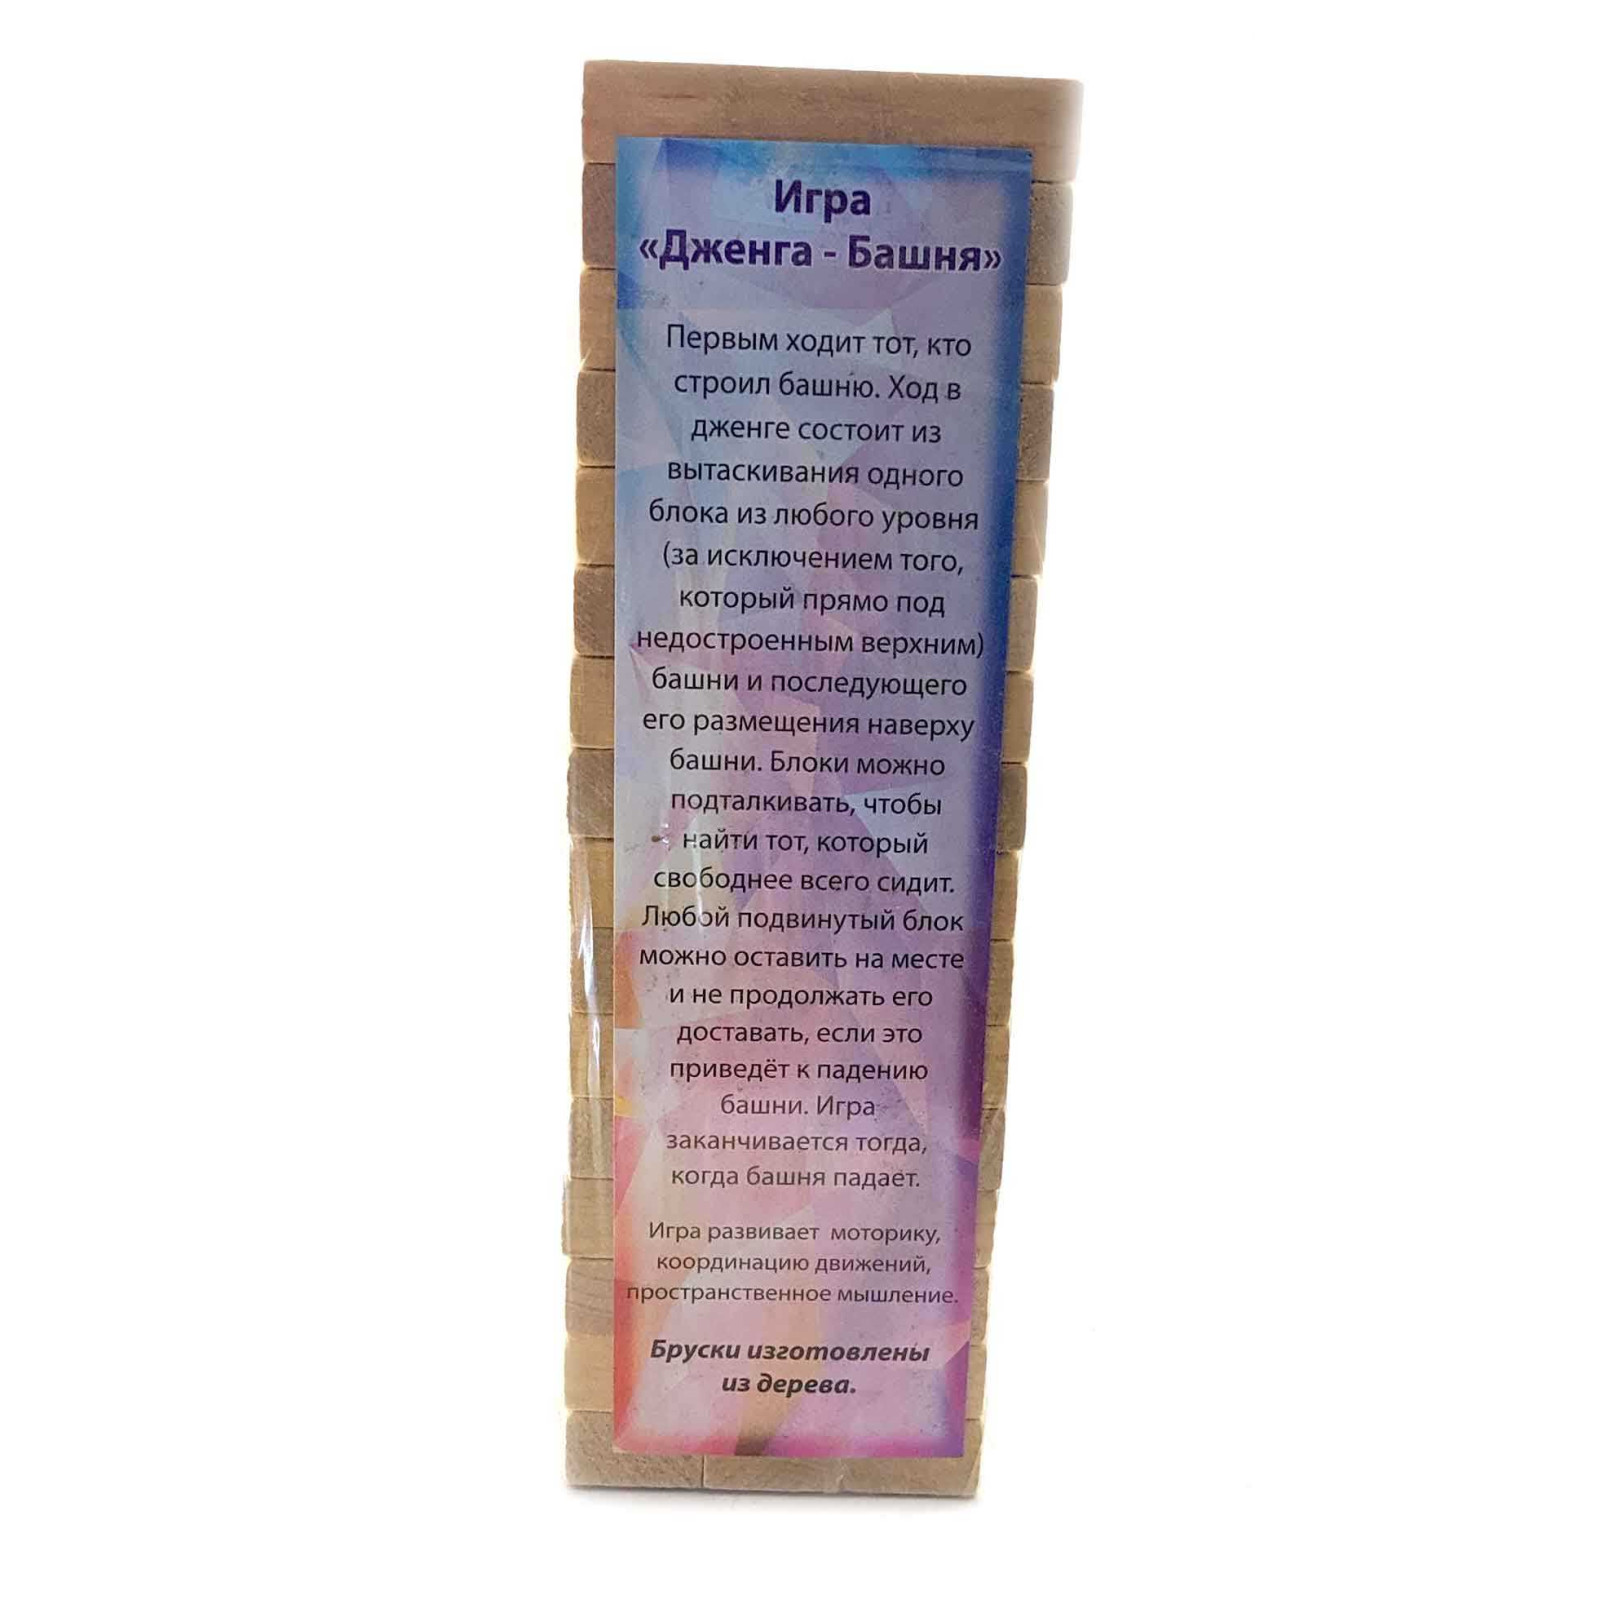 Игра
«Дженга - Башня»
Первым ходит тот, кто
строил башню. Ход в
дженге состоит из
вытаскивания одного
блока из любого уровня
(за исключением того,
который прямо под
недостроенным верхним)
башни и последующего
его размещения наверху
башни. Блоки можно
подталкивать, чтобы
найти тот, который
свободнее всего сидит.
Любой подвинутый блок
можно оставить на месте
и не продолжать его
доставать, если это
приведёт к падению
башни. Игра
заканчивается тогда,
когда башня падает.
Игра развивает моторику,
координацию движений,
пространственное мышление.
Бруски изготовлены
из дерева.